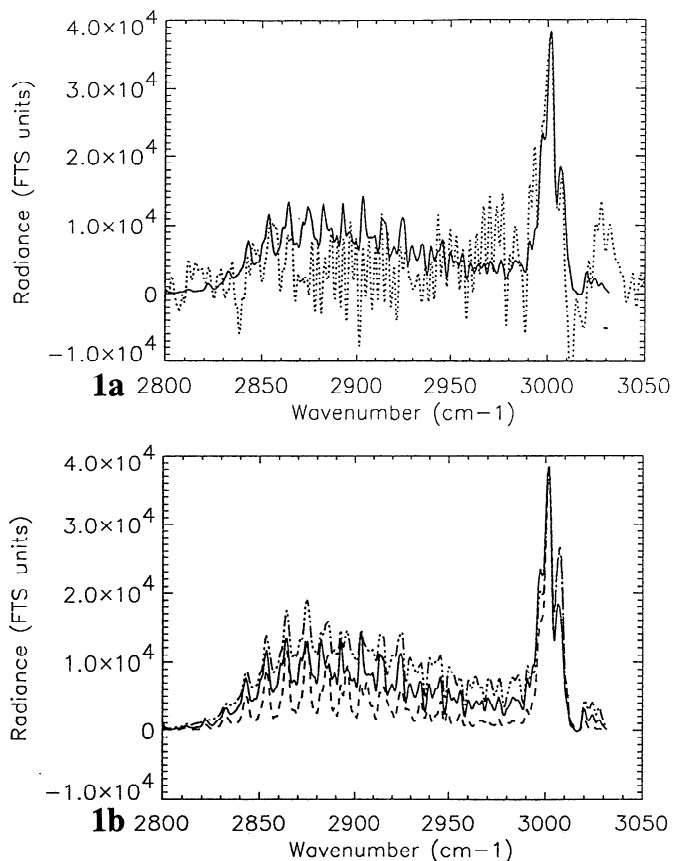 4.0×10⁴
3.0×10⁴
2.0×10⁴
1.0×10⁴
0
−1.0×10⁴
Radiance (FTS units)
1a 2800 2850 2900 2950 3000 3050
Wavenumber (cm−1)
4.0×10⁴
3.0×10⁴
2.0×10⁴
1.0×10⁴
0
−1.0×10⁴
Radiance (FTS units)
1b 2800 2850 2900 2950 3000 3050
Wavenumber (cm−1)